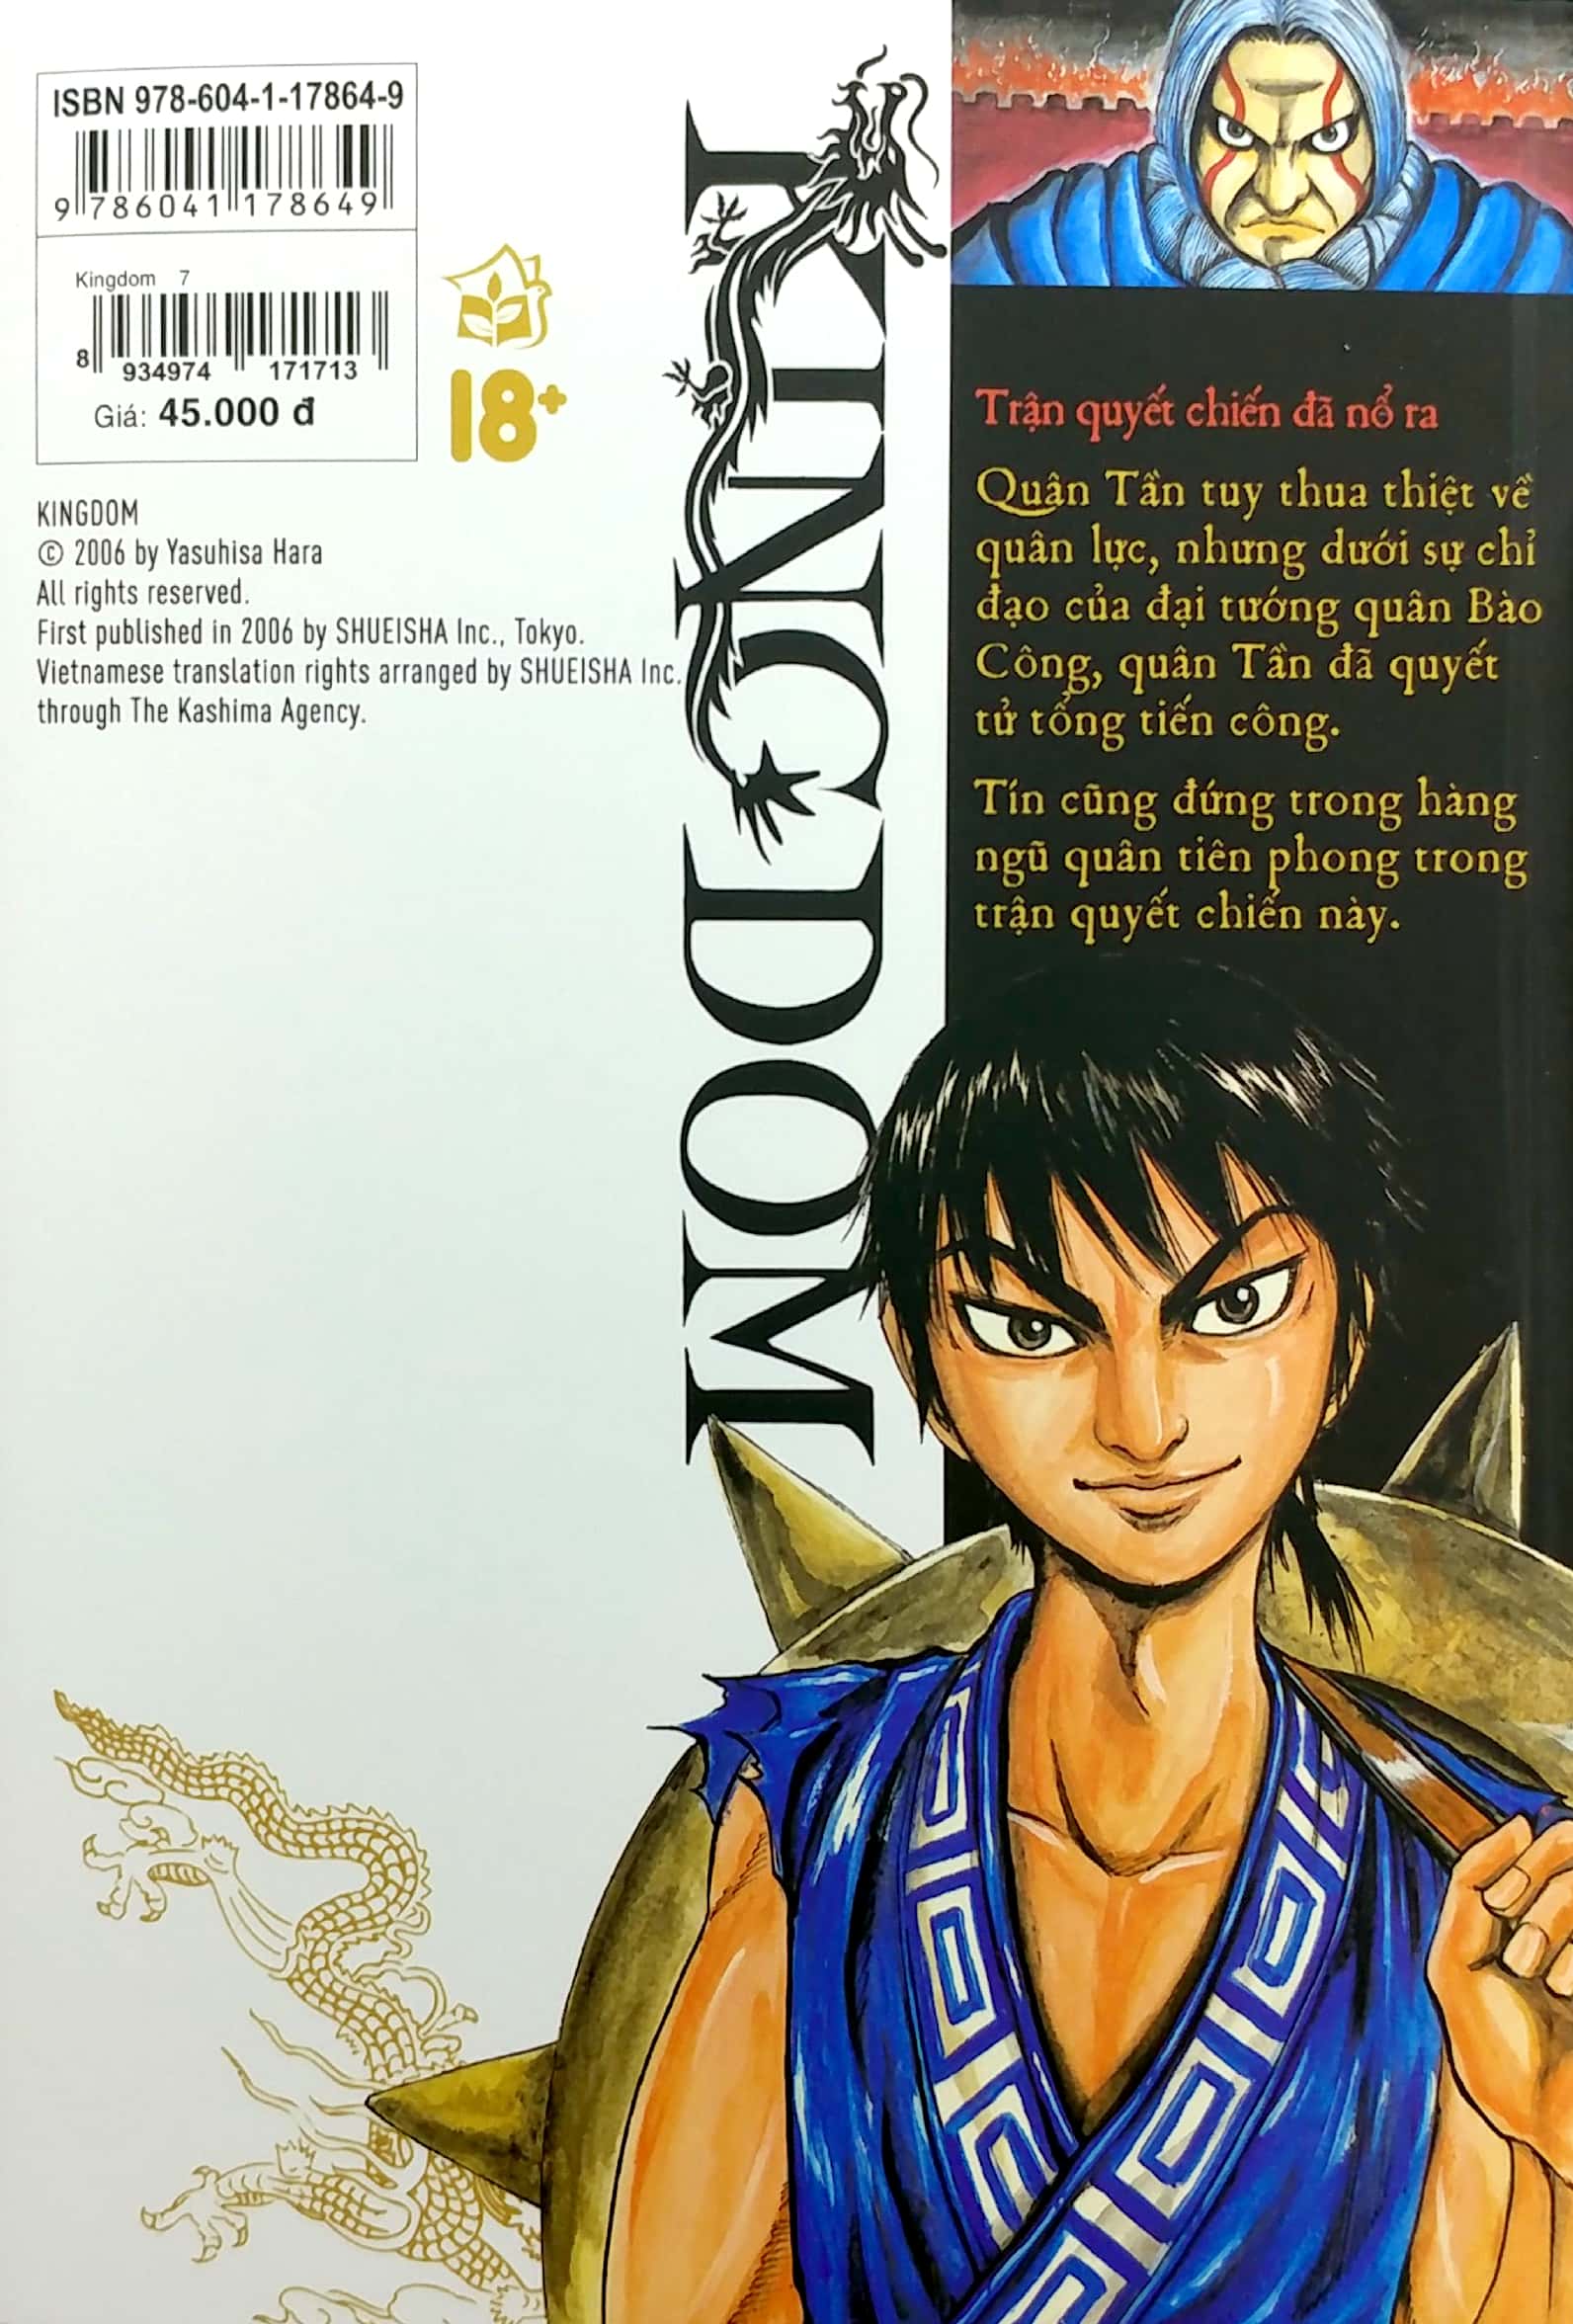 ISBN 978-604-1-17864-9
9 786041 178649
Kingdom 7
8 934974 171713
Giá: 45.000 đ
18+
KINGDOM
© 2006 by Yasuhisa Hara
All rights reserved.
First published in 2006 by SHUEISHA Inc., Tokyo.
Vietnamese translation rights arranged by SHUEISHA Inc.
through The Kashima Agency.
KINGDOM
Trận quyết chiến đã nổ ra
Quân Tần tuy thua thiệt về
quân lực, nhưng dưới sự chỉ
đạo của đại tướng quân Bào
Công, quân Tần đã quyết
tử tổng tiến công.
Tín cũng đứng trong hàng
ngũ quân tiên phong trong
trận quyết chiến này.